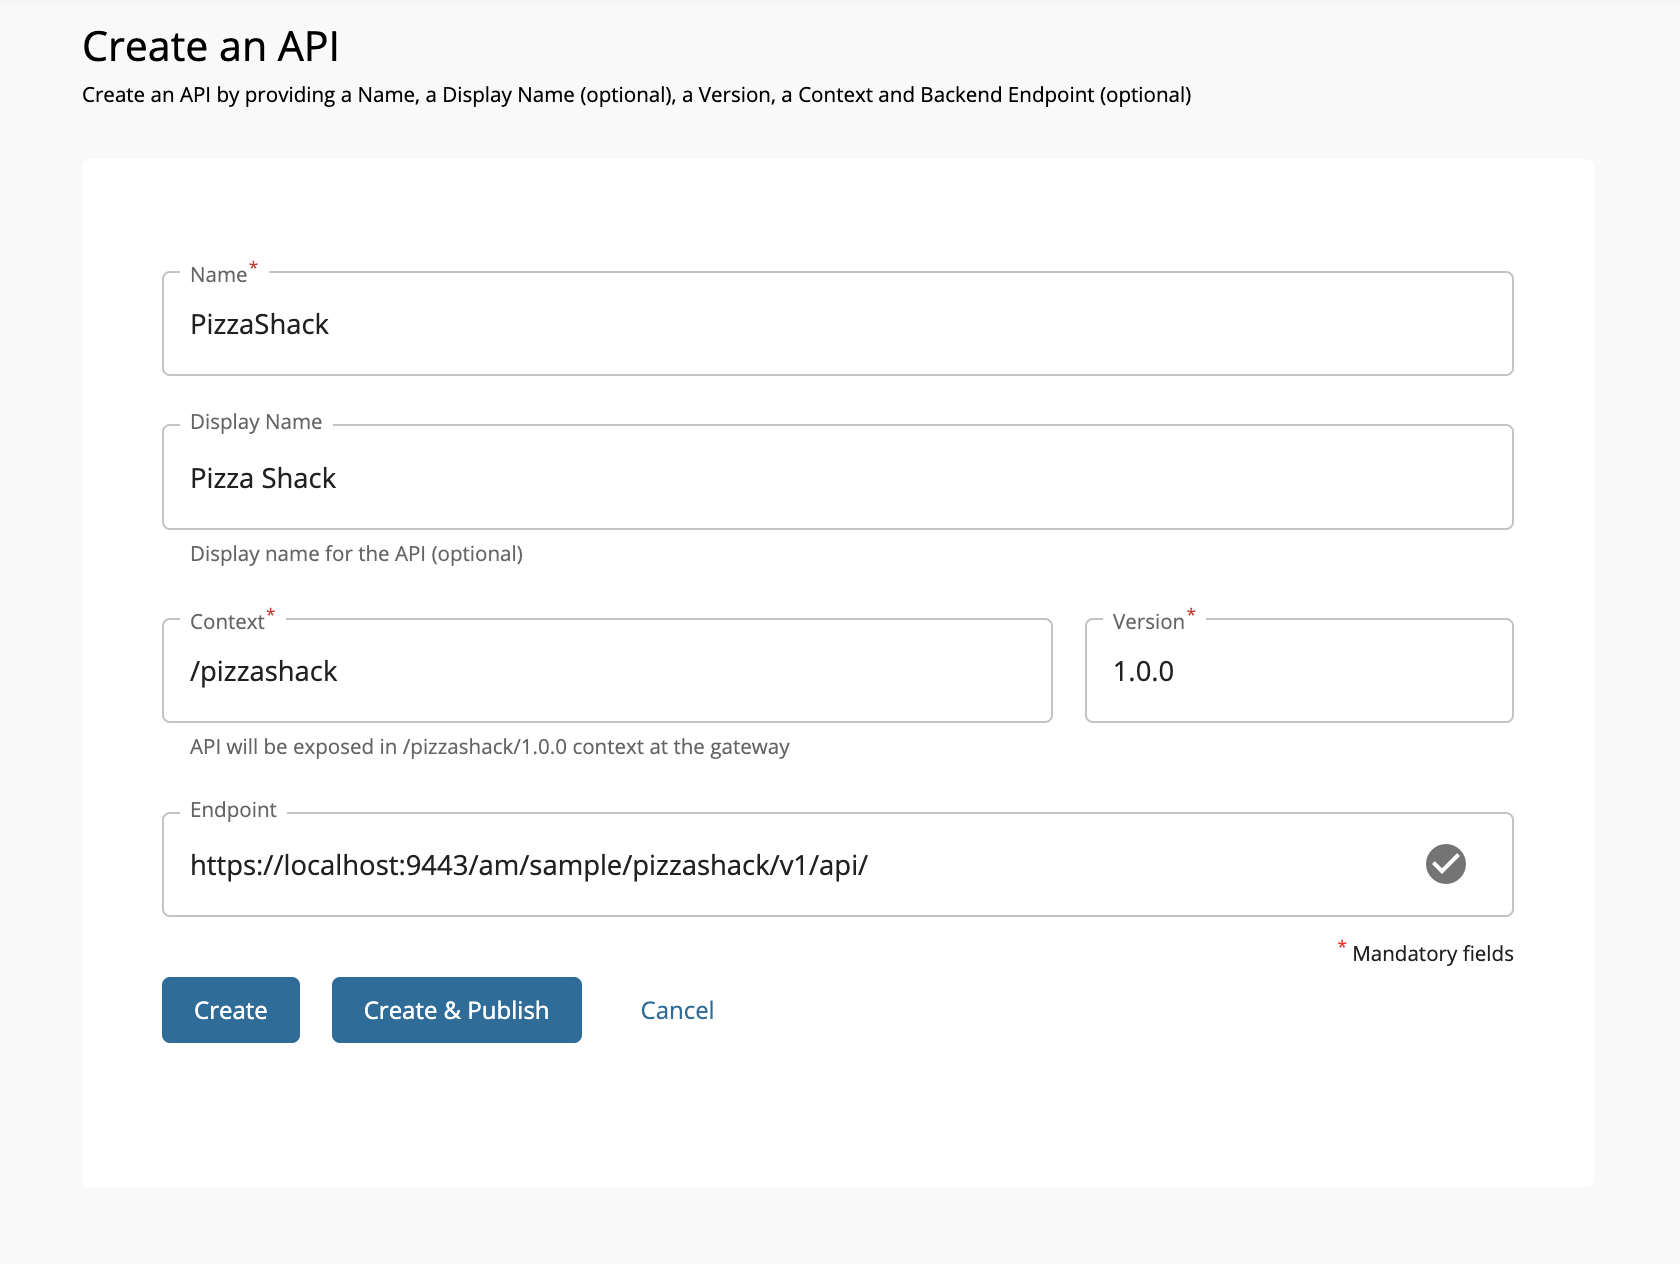 Create an API
Create an API by providing a Name, a Display Name (optional), a Version, a Context and Backend Endpoint (optional)
Name*
PizzaShack
Display Name
Pizza Shack
Display name for the API (optional)
Context*
/pizzashack
Version*
1.0.0
API will be exposed in /pizzashack/1.0.0 context at the gateway
Endpoint
https://localhost:9443/am/sample/pizzashack/v1/api/
* Mandatory fields
Create
Create & Publish
Cancel